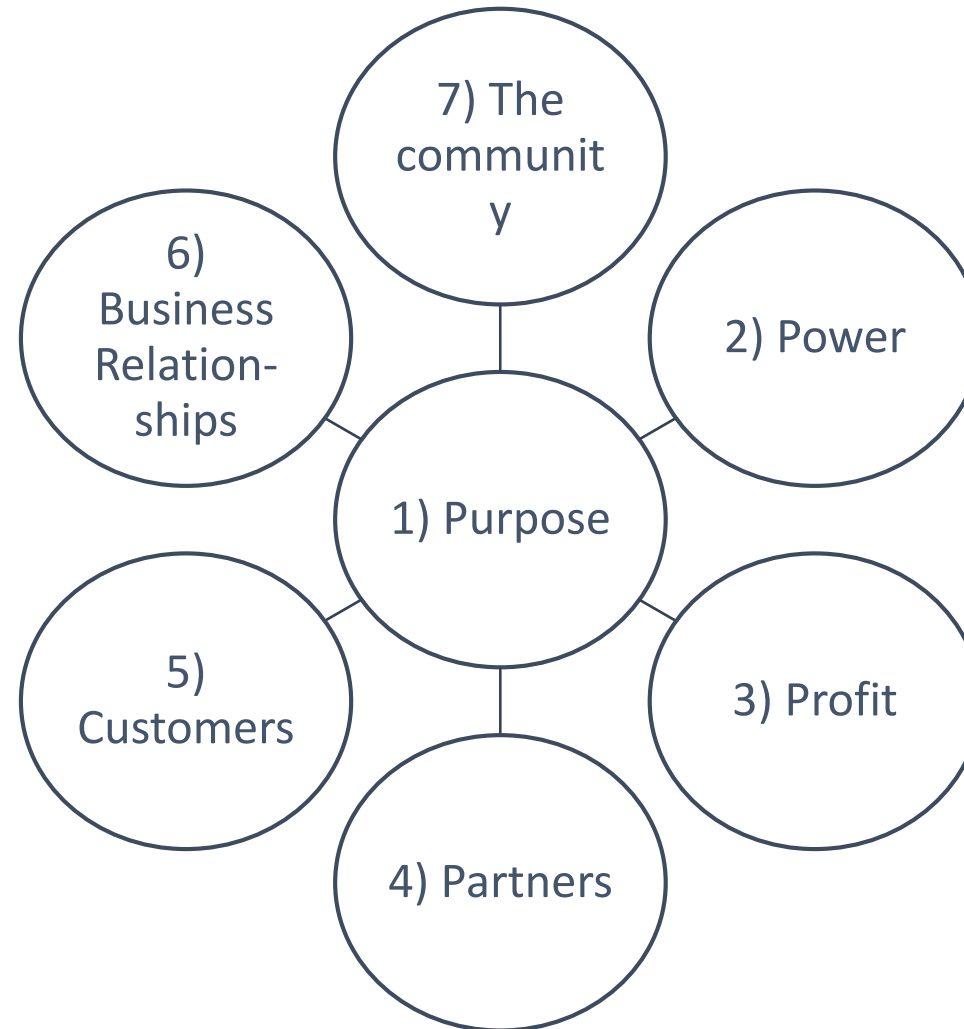 7) The
communit
y
6)
Business
Relation-
ships
2) Power
1) Purpose
5)
Customers
3) Profit
4) Partners